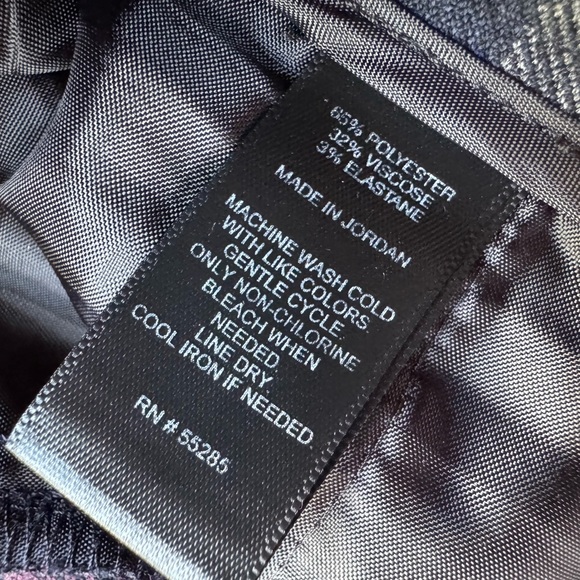 65% POLYESTER
32% VISCOSE
3% ELASTANE
MADE IN JORDAN
MACHINE WASH COLD
WITH LIKE COLORS.
GENTLE CYCLE.
ONLY NON-CHLORINE
BLEACH WHEN
NEEDED.
LINE DRY
COOL IRON IF NEEDED
RN # 55285